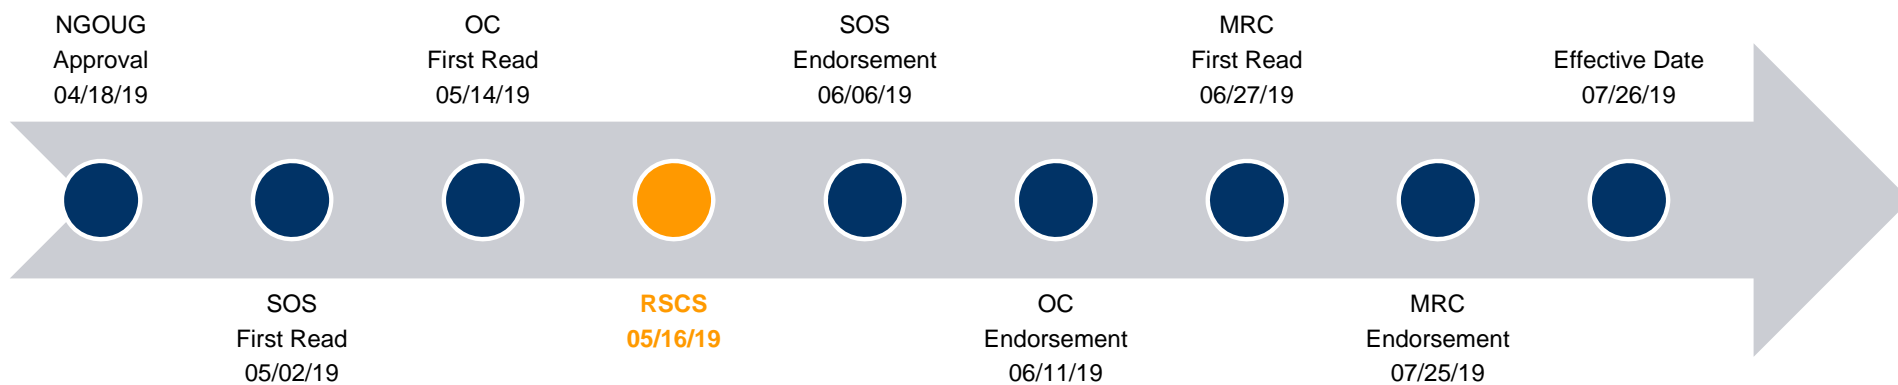 NGOUG
Approval
04/18/19
OC
First Read
05/14/19
SOS
Endorsement
06/06/19
MRC
First Read
06/27/19
Effective Date
07/26/19
SOS
First Read
05/02/19
RSCS
05/16/19
OC
Endorsement
06/11/19
MRC
Endorsement
07/25/19